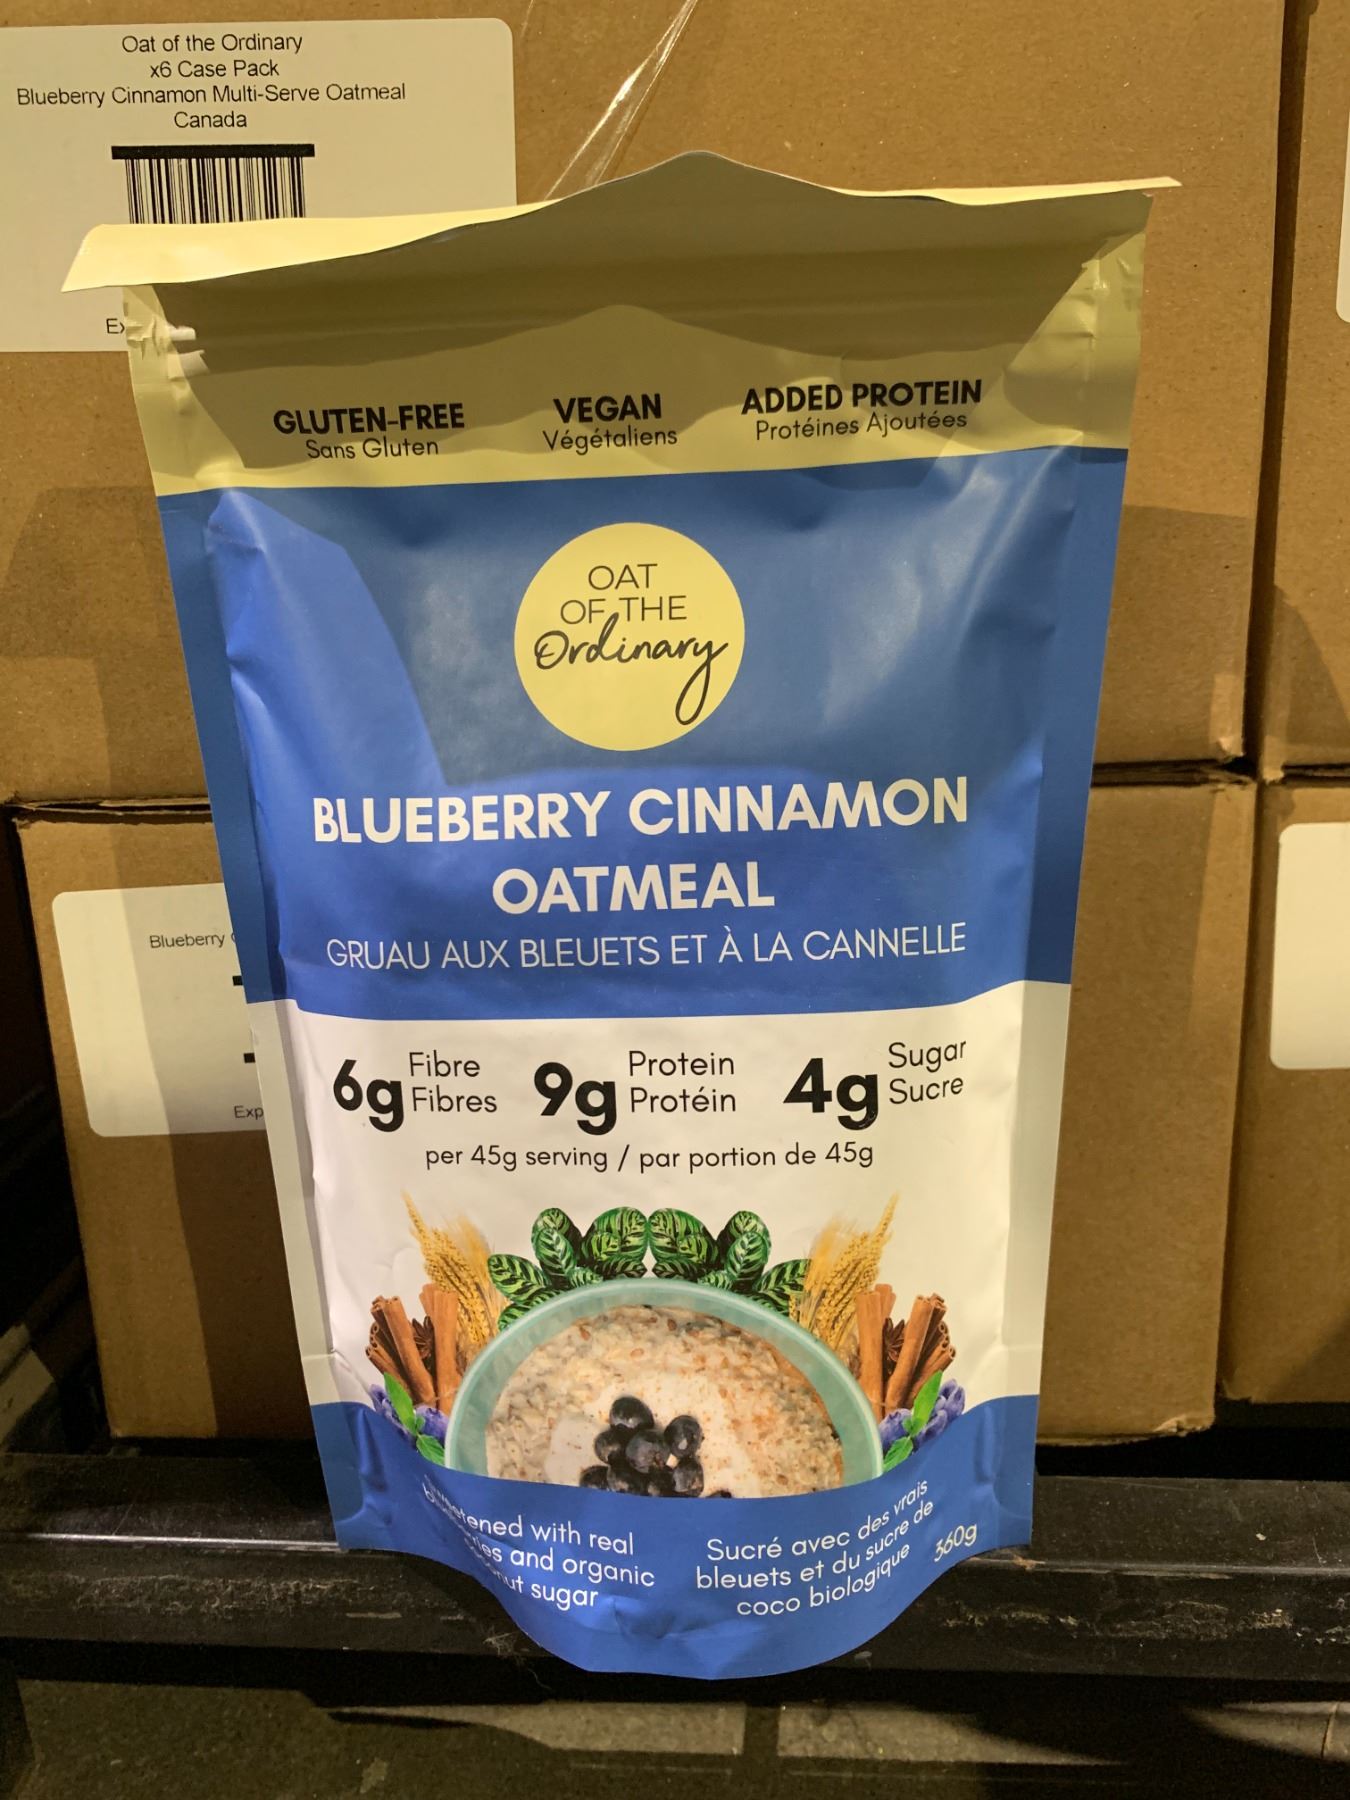 Oat of the Ordinary
x6 Case Pack
Blueberry Cinnamon Multi-Serve Oatmeal
Canada
GLUTEN-FREE
Sans Gluten
VEGAN
Végétaliens
ADDED PROTEIN
Protéines Ajoutées
OAT
OF THE
Ordinary
BLUEBERRY CINNAMON
OATMEAL
GRUAU AUX BLEUETS ET À LA CANNELLE
6g Fibre
Fibres
9g Protein
Protéin
4g Sugar
Sucre
per 45g serving / par portion de 45g
Sweetened with real
and organic
sugar
Sucré avec des vrais
bleuets et du sucre de
coco biologique
360g
Blueberry
Exp